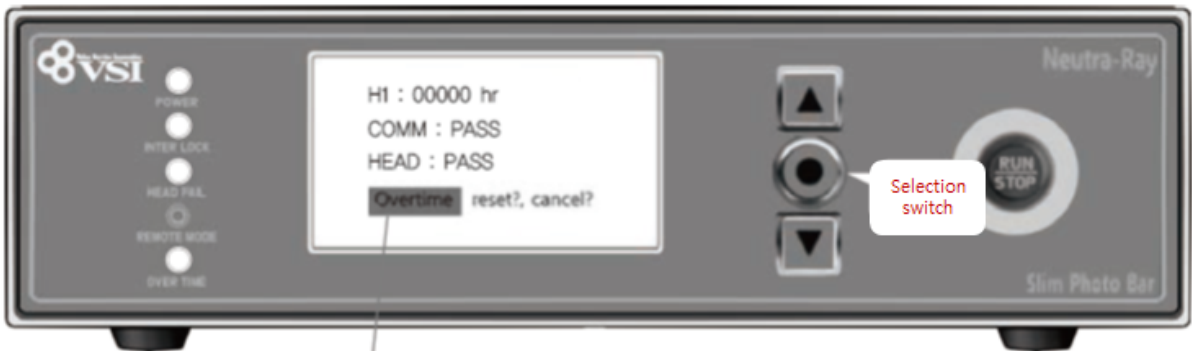 VSI
Neutra-Ray
POWER
INTER LOCK
HEAD FAIL
REMOTE MODE
OVER TIME
H1 : 00000 hr
COMM : PASS
HEAD : PASS
Overtime reset?, cancel?
Selection
switch
RUN
STOP
Slim Photo Bar